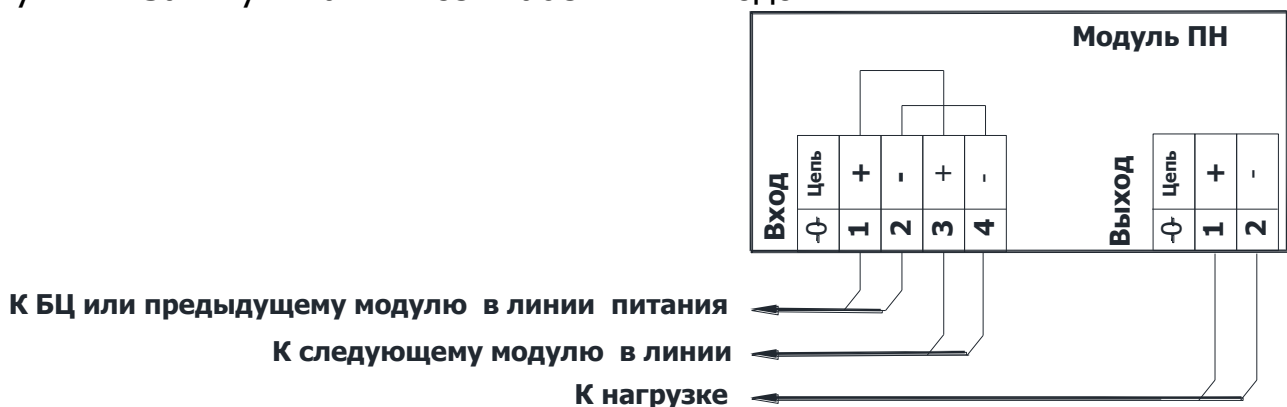 Модуль ПН
Вход
Цепь + - + -
1 2 3 4
Выход
Цепь + -
1 2
К БЦ или предыдущему модулю в линии питания
К следующему модулю в линии
К нагрузке